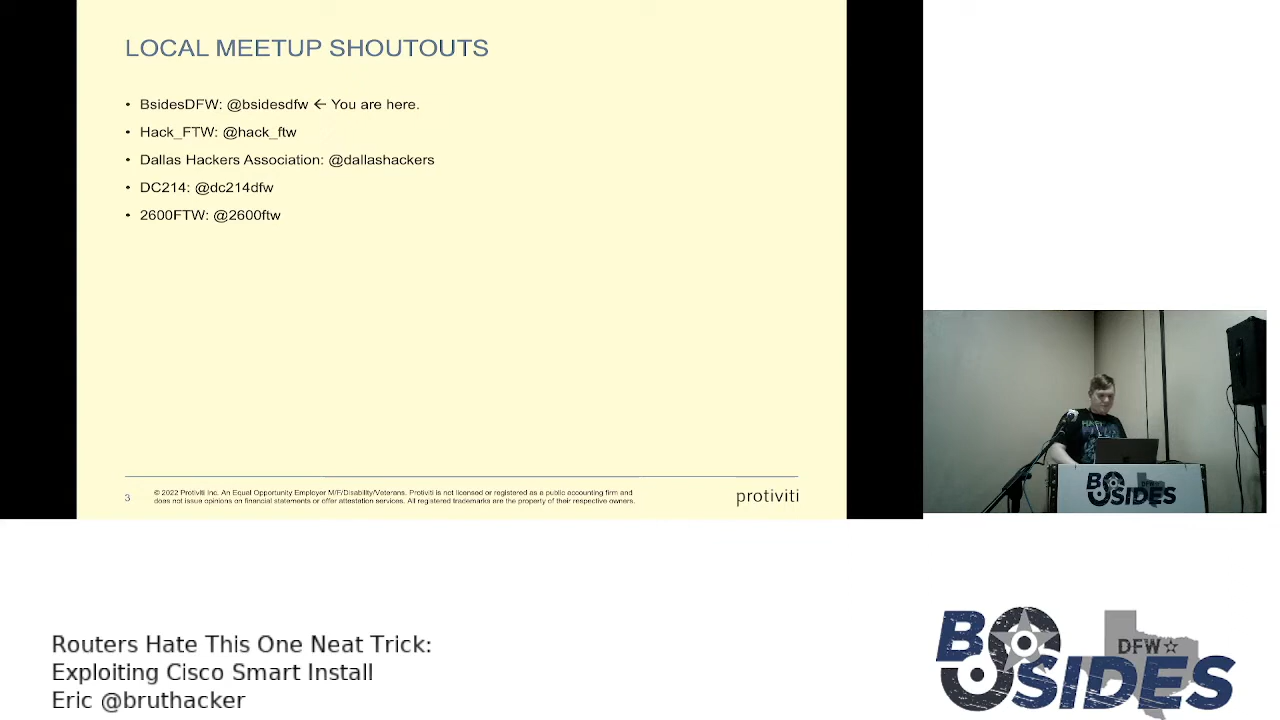 LOCAL MEETUP SHOUTOUTS
• BsidesDFW: @bsidesdfw ← You are here.
• Hack_FTW: @hack_ftw
• Dallas Hackers Association: @dallashackers
• DC214: @dc214dfw
• 2600FTW: @2600ftw
3
© 2022 Protiviti Inc. An Equal Opportunity Employer M/F/Disability/Veterans. Protiviti is not licensed or registered as a public accounting firm and
does not issue opinions on financial statements or offer attestation services. All registered trademarks are the property of their respective owners.
protiviti
BSIDES
DFW
Routers Hate This One Neat Trick:
Exploiting Cisco Smart Install
Eric @bruthacker
BSIDES
DFW☆